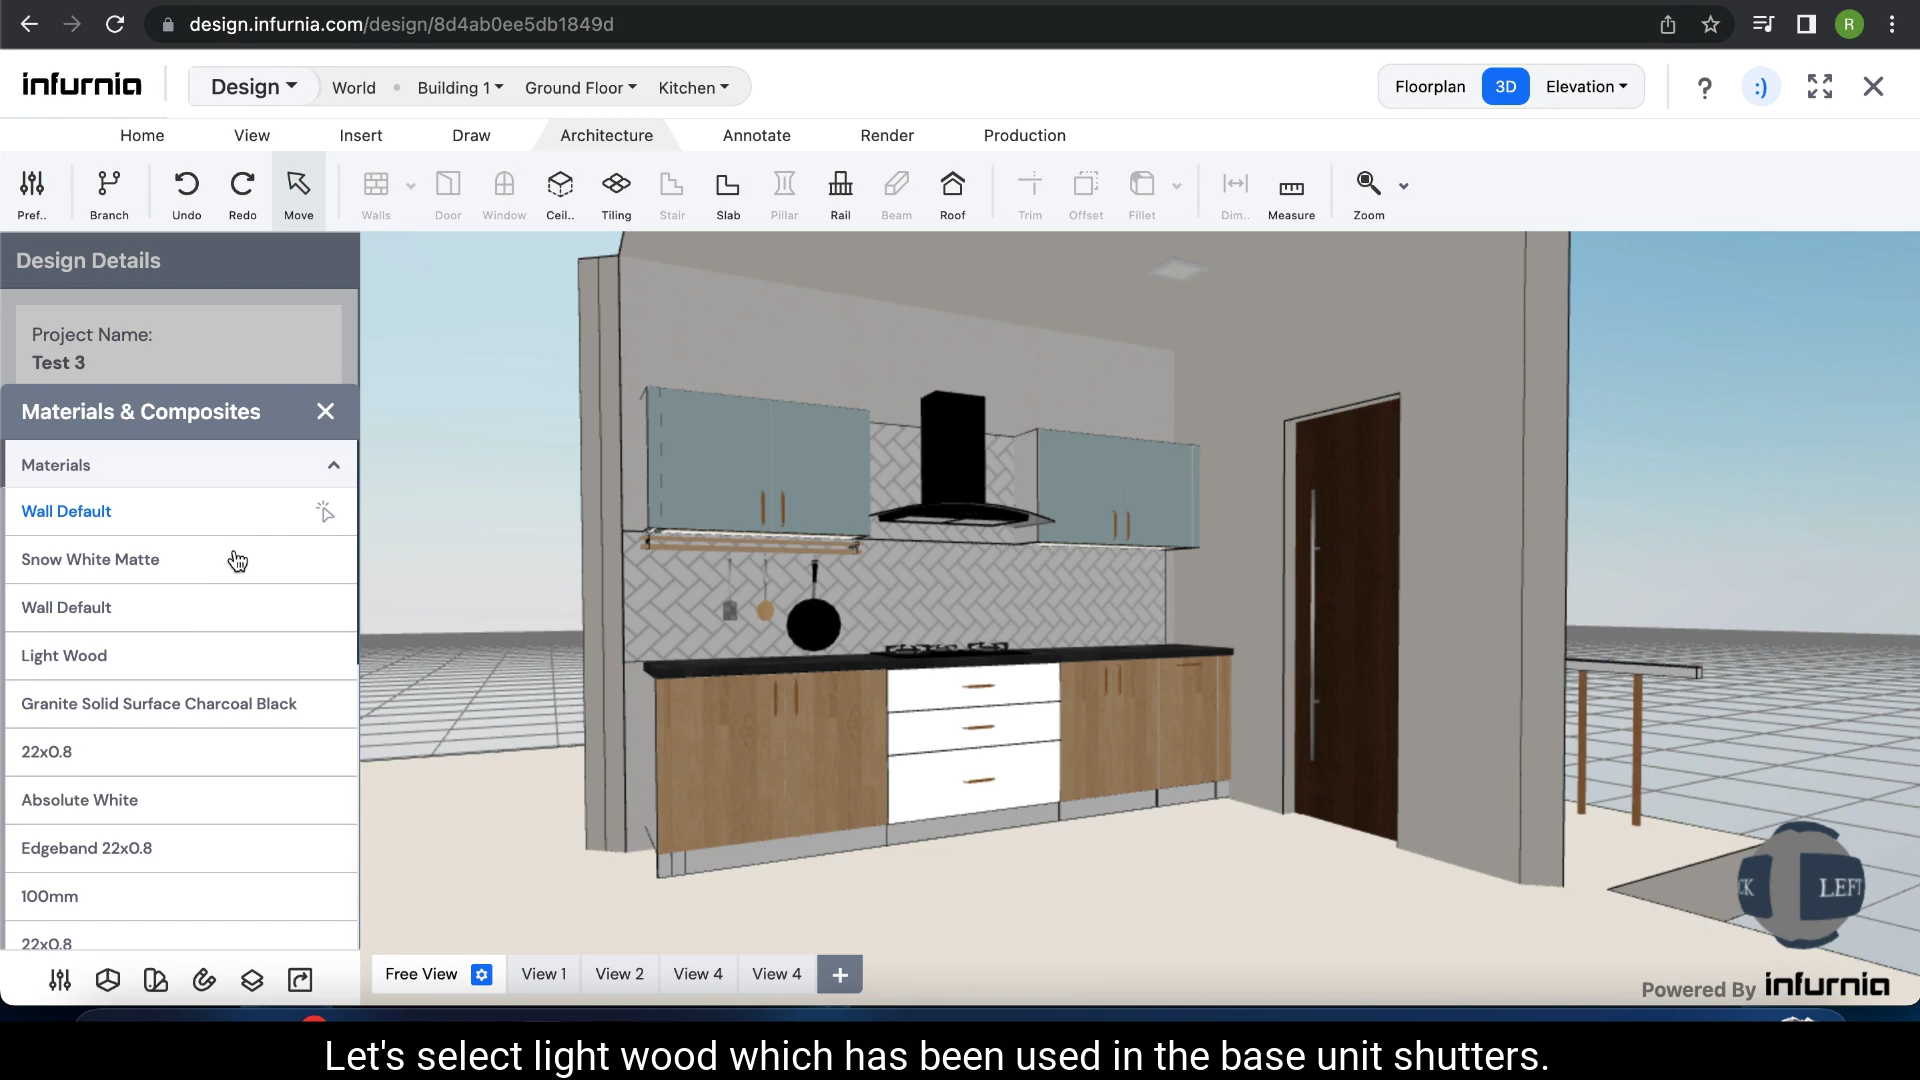 design.infurnia.com/design/8d4ab0ee5db1849d
R
infurnia
Design World Building 1 Ground Floor Kitchen
Floorplan 3D Elevation ? :)
Home View Insert Draw Architecture Annotate Render Production
Pref.. Branch Undo Redo Move Walls Door Window Ceil.. Tiling Stair Slab Pillar Rail Beam Roof Trim Offset Fillet Dim.. Measure Zoom
Design Details
Project Name:
Test 3
Materials & Composites
Materials
Wall Default
Snow White Matte
Wall Default
Light Wood
Granite Solid Surface Charcoal Black
22x0.8
Absolute White
Edgeband 22x0.8
100mm
22x0.8
CK LEFT
Free View View 1 View 2 View 4 View 4 +
Powered By infurnia
Let's select light wood which has been used in the base unit shutters.